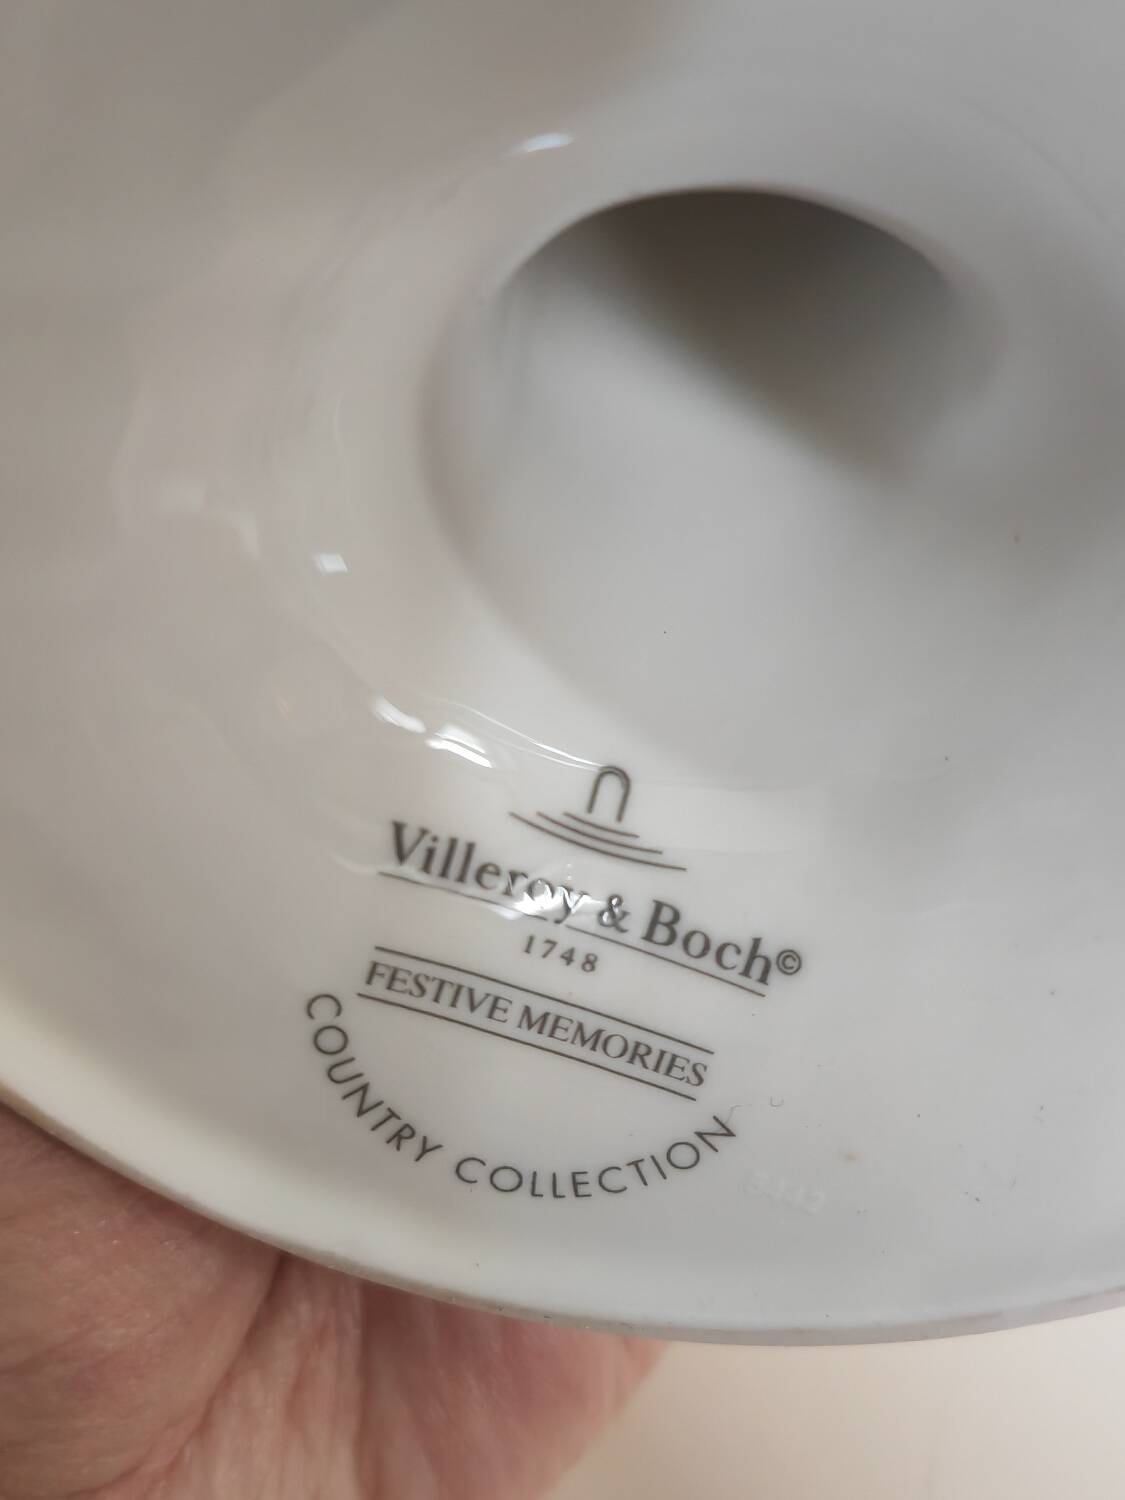 Villeroy & Boch©
1748
FESTIVE MEMORIES
COUNTRY COLLECTION